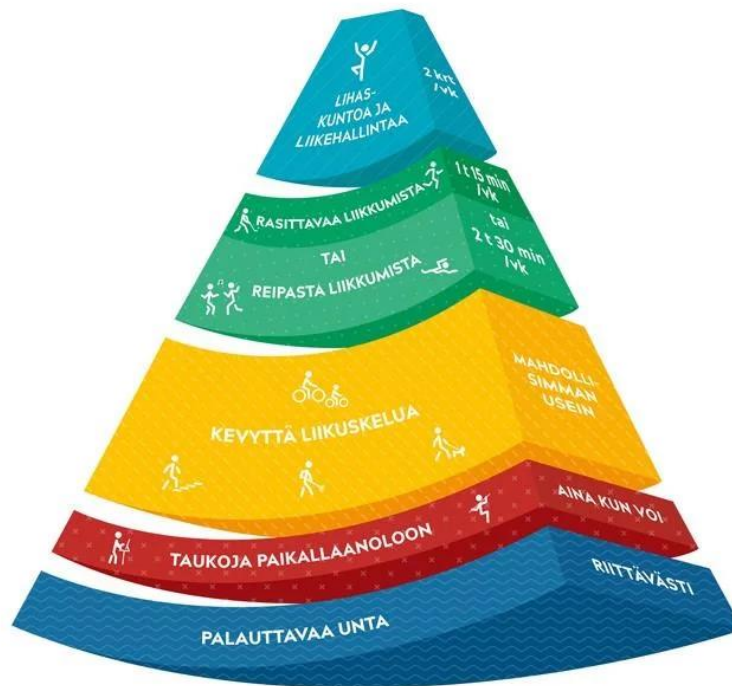 LIHAS-
KUNTOA JA
LIIKEHALLINTAA
2 krt
/vk
RASITTAVAA LIIKKUMISTA
1 t 15 min
/vk
TAI
REIPASTA LIIKKUMISTA
tai
2 t 30 min
/vk
KEVYTTÄ LIIKUSKELUA
MAHDOLLI-
SIMMAN
USEIN
TAUKOJA PAIKALLAANOLOON
AINA KUN VOI
PALAUTTAVAA UNTA
RIITTÄVÄSTI